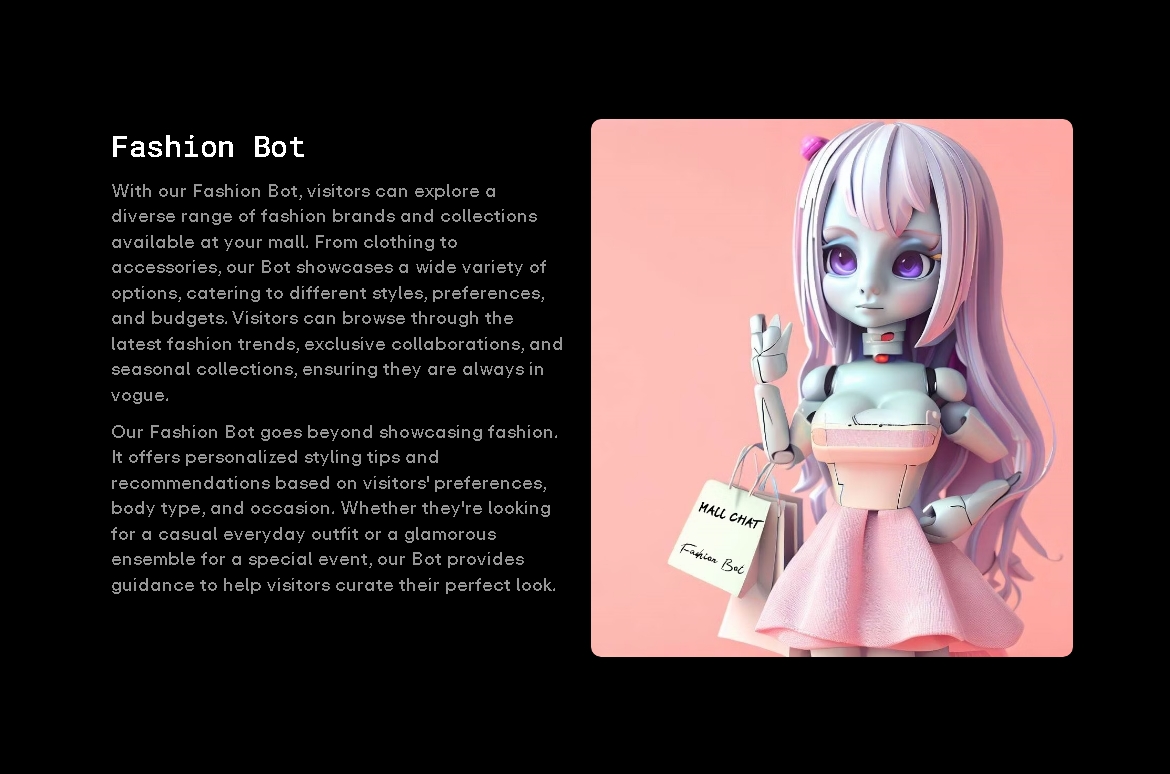 Fashion Bot
With our Fashion Bot, visitors can explore a
diverse range of fashion brands and collections
available at your mall. From clothing to
accessories, our Bot showcases a wide variety of
options, catering to different styles, preferences,
and budgets. Visitors can browse through the
latest fashion trends, exclusive collaborations, and
seasonal collections, ensuring they are always in
vogue.
Our Fashion Bot goes beyond showcasing fashion.
It offers personalized styling tips and
recommendations based on visitors' preferences,
body type, and occasion. Whether they're looking
for a casual everyday outfit or a glamorous
ensemble for a special event, our Bot provides
guidance to help visitors curate their perfect look.
MALL CHAT
Fashion Bot